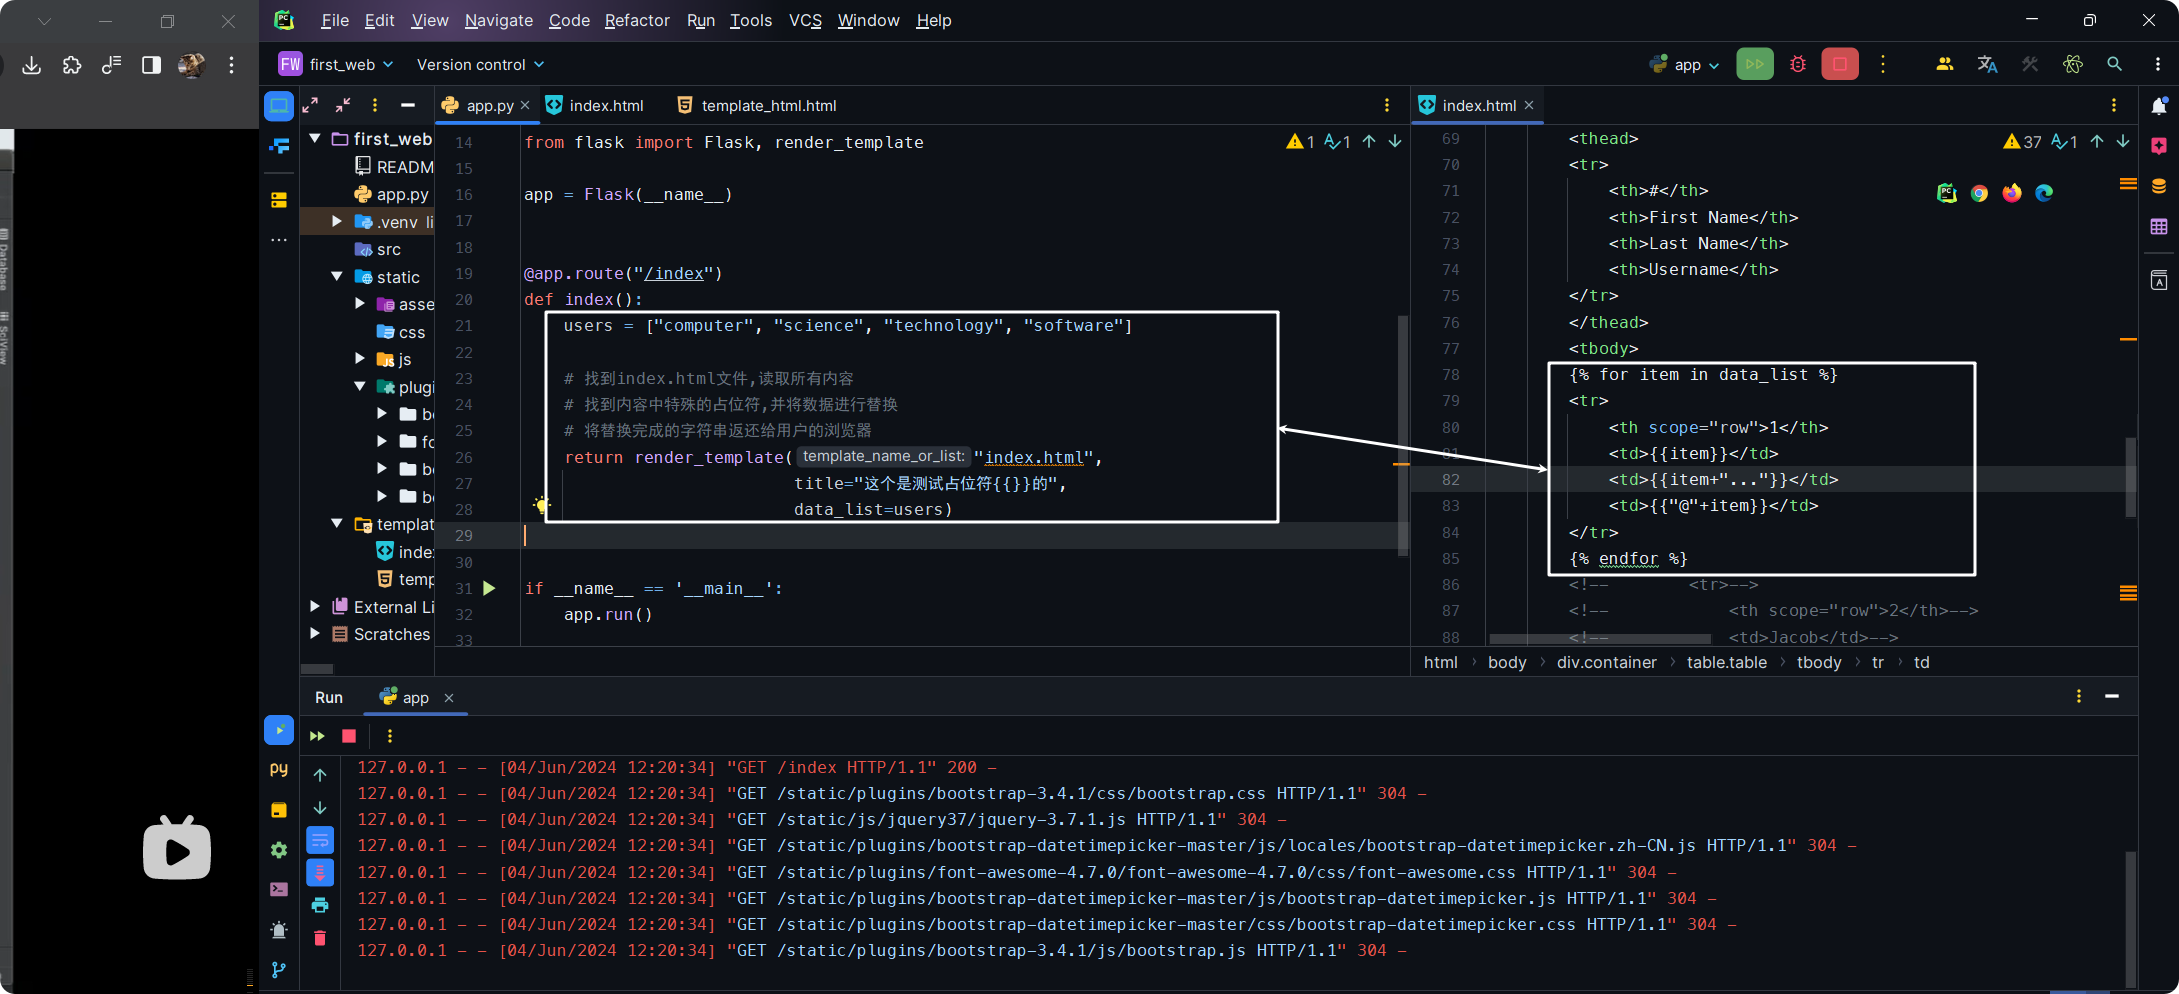 File Edit View Navigate Code Refactor Run Tools VCS Window Help
FW first_web Version control
app
app.py index.html template_html.html
index.html
first_web
READM
app.py
.venv li
src
static
asse
css
js
plugi
templat
inde
temp
External Li
Scratches
Database
SciView
1 1
14 from flask import Flask, render_template
15
16 app = Flask(__name__)
17
18
19 @app.route("/index")
20 def index():
21 users = ["computer", "science", "technology", "software"]
22
23 # 找到index.html文件,读取所有内容
24 # 找到内容中特殊的占位符,并将数据进行替换
25 # 将替换完成的字符串返还给用户的浏览器
26 return render_template( template_name_or_list: "index.html",
27 title="这个是测试占位符{{}}的",
28 data_list=users)
29
30
31 if __name__ == '__main__':
32 app.run()
33
37 1
69 <thead>
70 <tr>
71 <th>#</th>
72 <th>First Name</th>
73 <th>Last Name</th>
74 <th>Username</th>
75 </tr>
76 </thead>
77 <tbody>
78 {% for item in data_list %}
79 <tr>
80 <th scope="row">1</th>
81 <td>{{item}}</td>
82 <td>{{item+"..."}}</td>
83 <td>{{"@"+item}}</td>
84 </tr>
85 {% endfor %}
86 <!-- <tr>-->
87 <!-- <th scope="row">2</th>-->
88 <!-- <td>Jacob</td>-->
html › body › div.container › table.table › tbody › tr › td
Run app
127.0.0.1 - - [04/Jun/2024 12:20:34] "GET /index HTTP/1.1" 200 -
127.0.0.1 - - [04/Jun/2024 12:20:34] "GET /static/plugins/bootstrap-3.4.1/css/bootstrap.css HTTP/1.1" 304 -
127.0.0.1 - - [04/Jun/2024 12:20:34] "GET /static/js/jquery37/jquery-3.7.1.js HTTP/1.1" 304 -
127.0.0.1 - - [04/Jun/2024 12:20:34] "GET /static/plugins/bootstrap-datetimepicker-master/js/locales/bootstrap-datetimepicker.zh-CN.js HTTP/1.1" 304 -
127.0.0.1 - - [04/Jun/2024 12:20:34] "GET /static/plugins/font-awesome-4.7.0/font-awesome-4.7.0/css/font-awesome.css HTTP/1.1" 304 -
127.0.0.1 - - [04/Jun/2024 12:20:34] "GET /static/plugins/bootstrap-datetimepicker-master/js/bootstrap-datetimepicker.js HTTP/1.1" 304 -
127.0.0.1 - - [04/Jun/2024 12:20:34] "GET /static/plugins/bootstrap-datetimepicker-master/css/bootstrap-datetimepicker.css HTTP/1.1" 304 -
127.0.0.1 - - [04/Jun/2024 12:20:34] "GET /static/plugins/bootstrap-3.4.1/js/bootstrap.js HTTP/1.1" 304 -